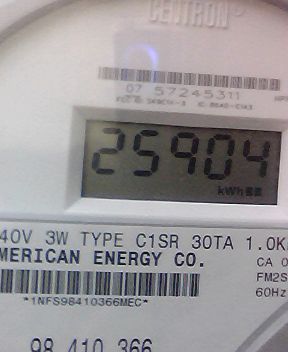 CENTRON
07 57245311
25904
kWh
40V 3W TYPE C1SR 30TA 1.0K
MERICAN ENERGY CO.
CA 0
FM2S
60Hz
*1NFS98410366MEC*
98 410 366